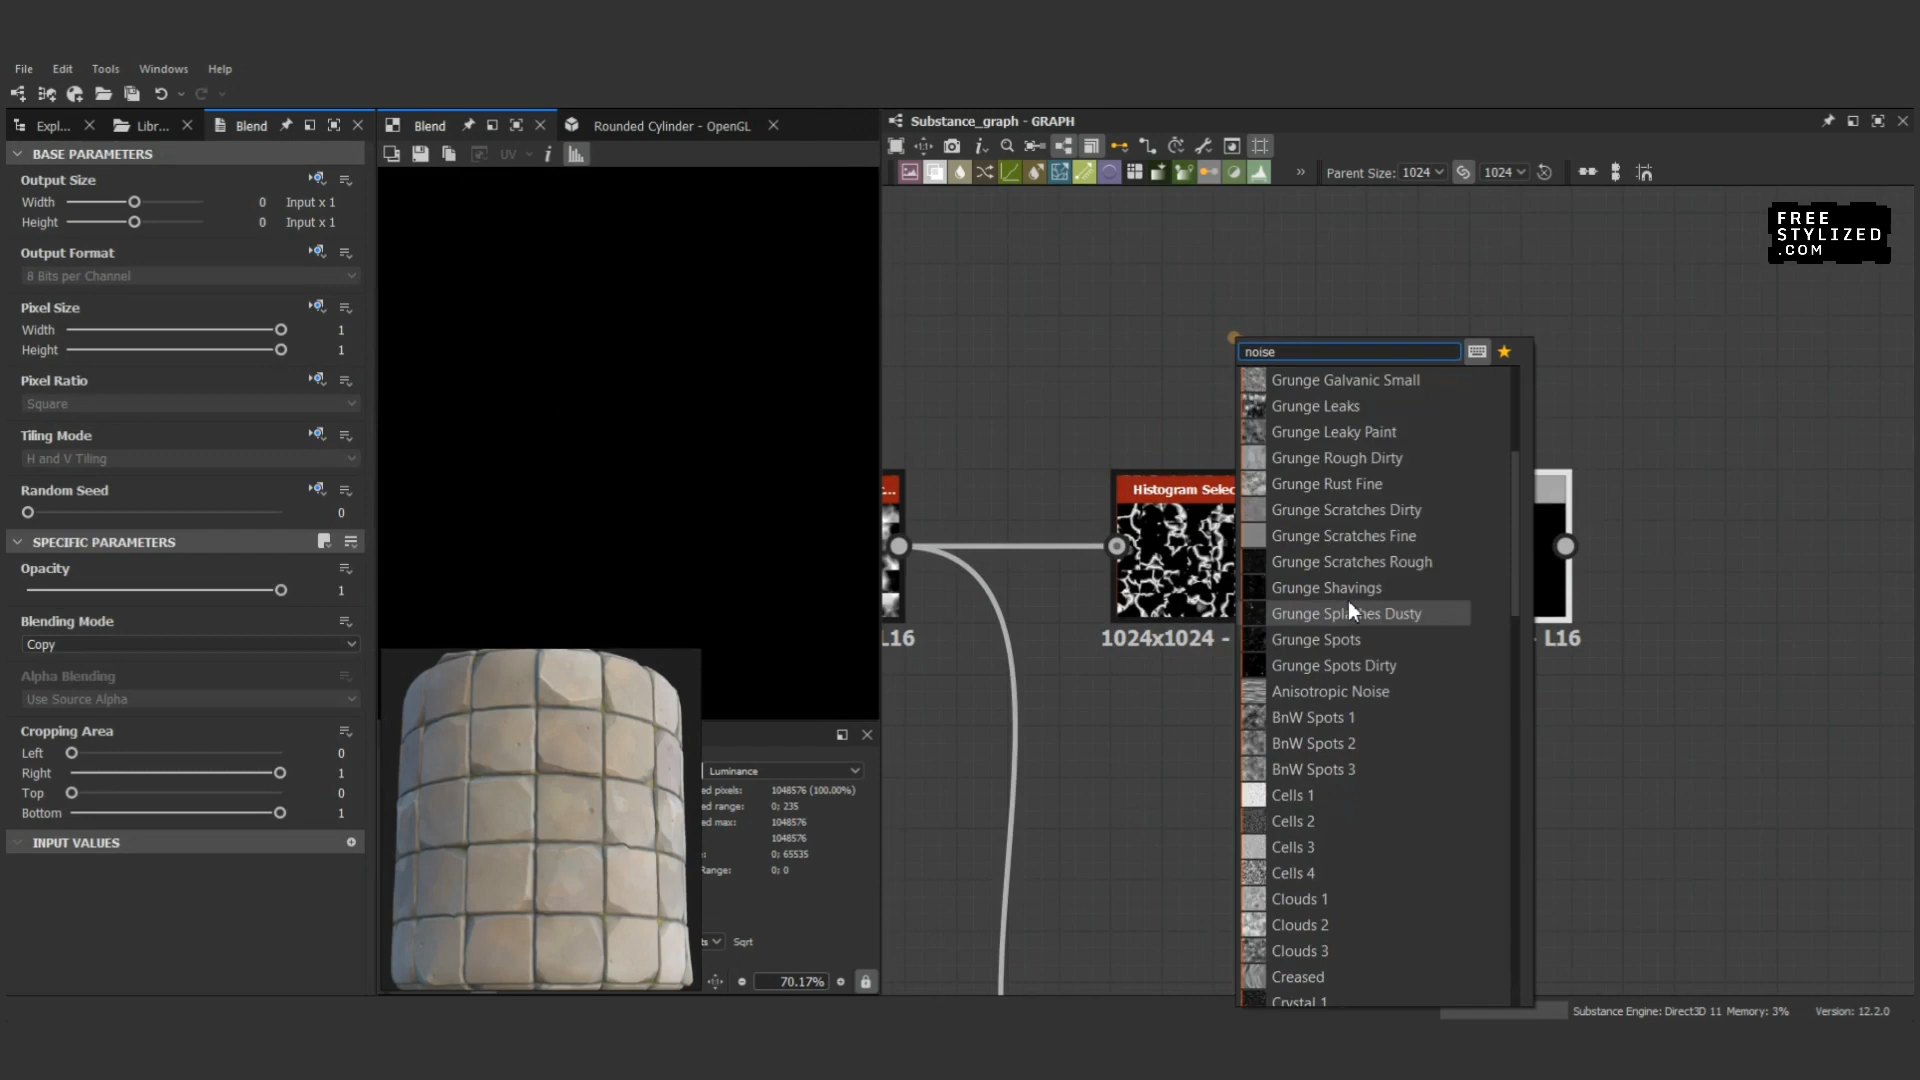 File Edit Tools Windows Help
Expl... Libr... Blend
BASE PARAMETERS
Output Size
Width 0 Input x 1
Height 0 Input x 1
Output Format
8 Bits per Channel
Pixel Size
Width 1
Height 1
Pixel Ratio
Square
Tiling Mode
H and V Tiling
Random Seed
0
SPECIFIC PARAMETERS
Opacity
1
Blending Mode
Copy
Alpha Blending
Use Source Alpha
Cropping Area
Left 0
Right 1
Top 0
Bottom 1
INPUT VALUES
Blend Rounded Cylinder - OpenGL
UV
Luminance
ed pixels: 1048576 (100.00%)
ed range: 0; 235
ed max: 1048576
1048576
: 0; 65535
Range: 0; 0
ts Sqrt
70.17%
Substance_graph - GRAPH
Parent Size: 1024 1024
FREE
STYLIZED
.COM
noise
Grunge Galvanic Small
Grunge Leaks
Grunge Leaky Paint
Grunge Rough Dirty
Grunge Rust Fine
Grunge Scratches Dirty
Grunge Scratches Fine
Grunge Scratches Rough
Grunge Shavings
Grunge Splashes Dusty
Grunge Spots
Grunge Spots Dirty
Anisotropic Noise
BnW Spots 1
BnW Spots 2
BnW Spots 3
Cells 1
Cells 2
Cells 3
Cells 4
Clouds 1
Clouds 2
Clouds 3
Creased
Crystal 1
c...
L16
Histogram Selec
1024x1024 -
- L16
Substance Engine: Direct3D 11 Memory: 3% Version: 12.2.0